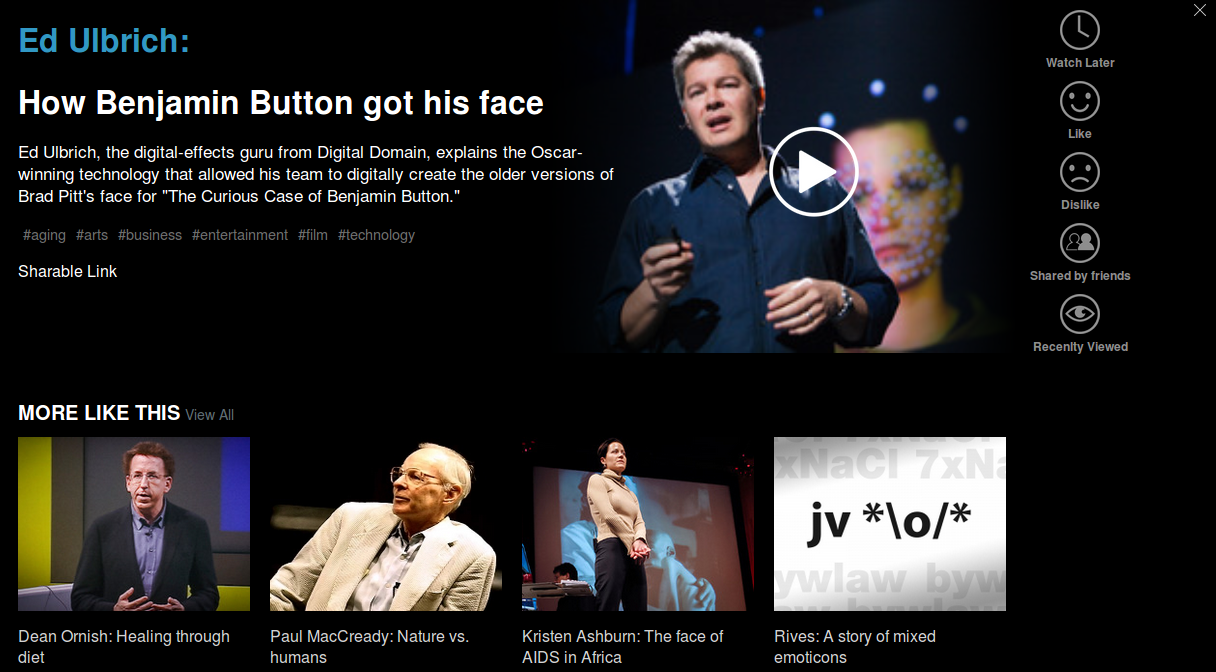 Ed Ulbrich:
How Benjamin Button got his face
Ed Ulbrich, the digital-effects guru from Digital Domain, explains the Oscar-
winning technology that allowed his team to digitally create the older versions of
Brad Pitt's face for "The Curious Case of Benjamin Button."
#aging #arts #business #entertainment #film #technology
Sharable Link
Watch Later
Like
Dislike
Shared by friends
Recenlty Viewed
MORE LIKE THIS View All
xNaCl 7xNa
jv *\o/*
ywlaw byw
Dean Ornish: Healing through
diet
Paul MacCready: Nature vs.
humans
Kristen Ashburn: The face of
AIDS in Africa
Rives: A story of mixed
emoticons